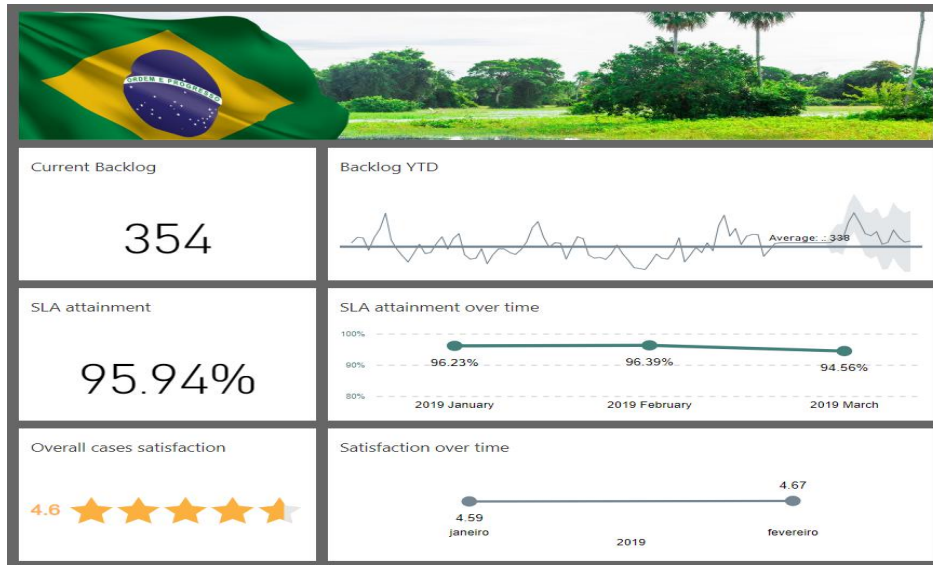 ORDEM E PROGRESSO
Current Backlog
354
Backlog YTD
Average: .: 338
SLA attainment
95.94%
SLA attainment over time
100%
90%
80%
96.23%
96.39%
94.56%
2019 January
2019 February
2019 March
Overall cases satisfaction
4.6
Satisfaction over time
4.59
4.67
janeiro
fevereiro
2019